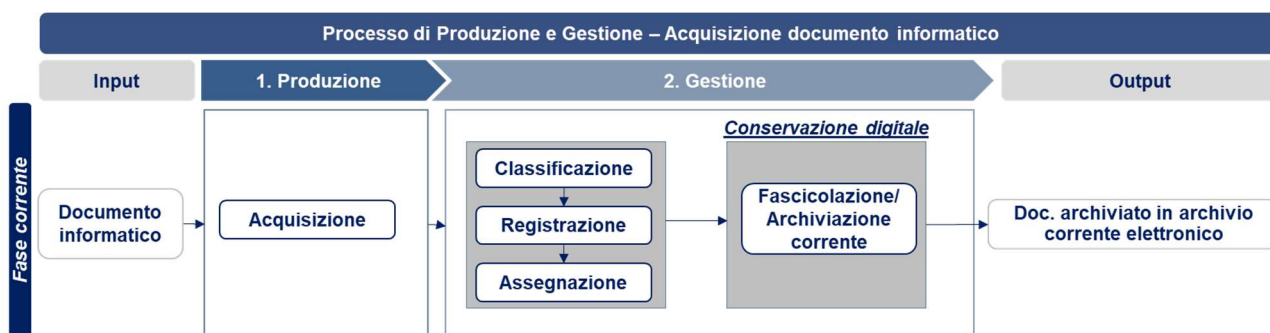 Processo di Produzione e Gestione – Acquisizione documento informatico
Input
1. Produzione
2. Gestione
Output
Fase corrente
Documento
informatico
Acquisizione
Classificazione
Registrazione
Assegnazione
Conservazione digitale
Fascicolazione/
Archiviazione
corrente
Doc. archiviato in archivio
corrente elettronico